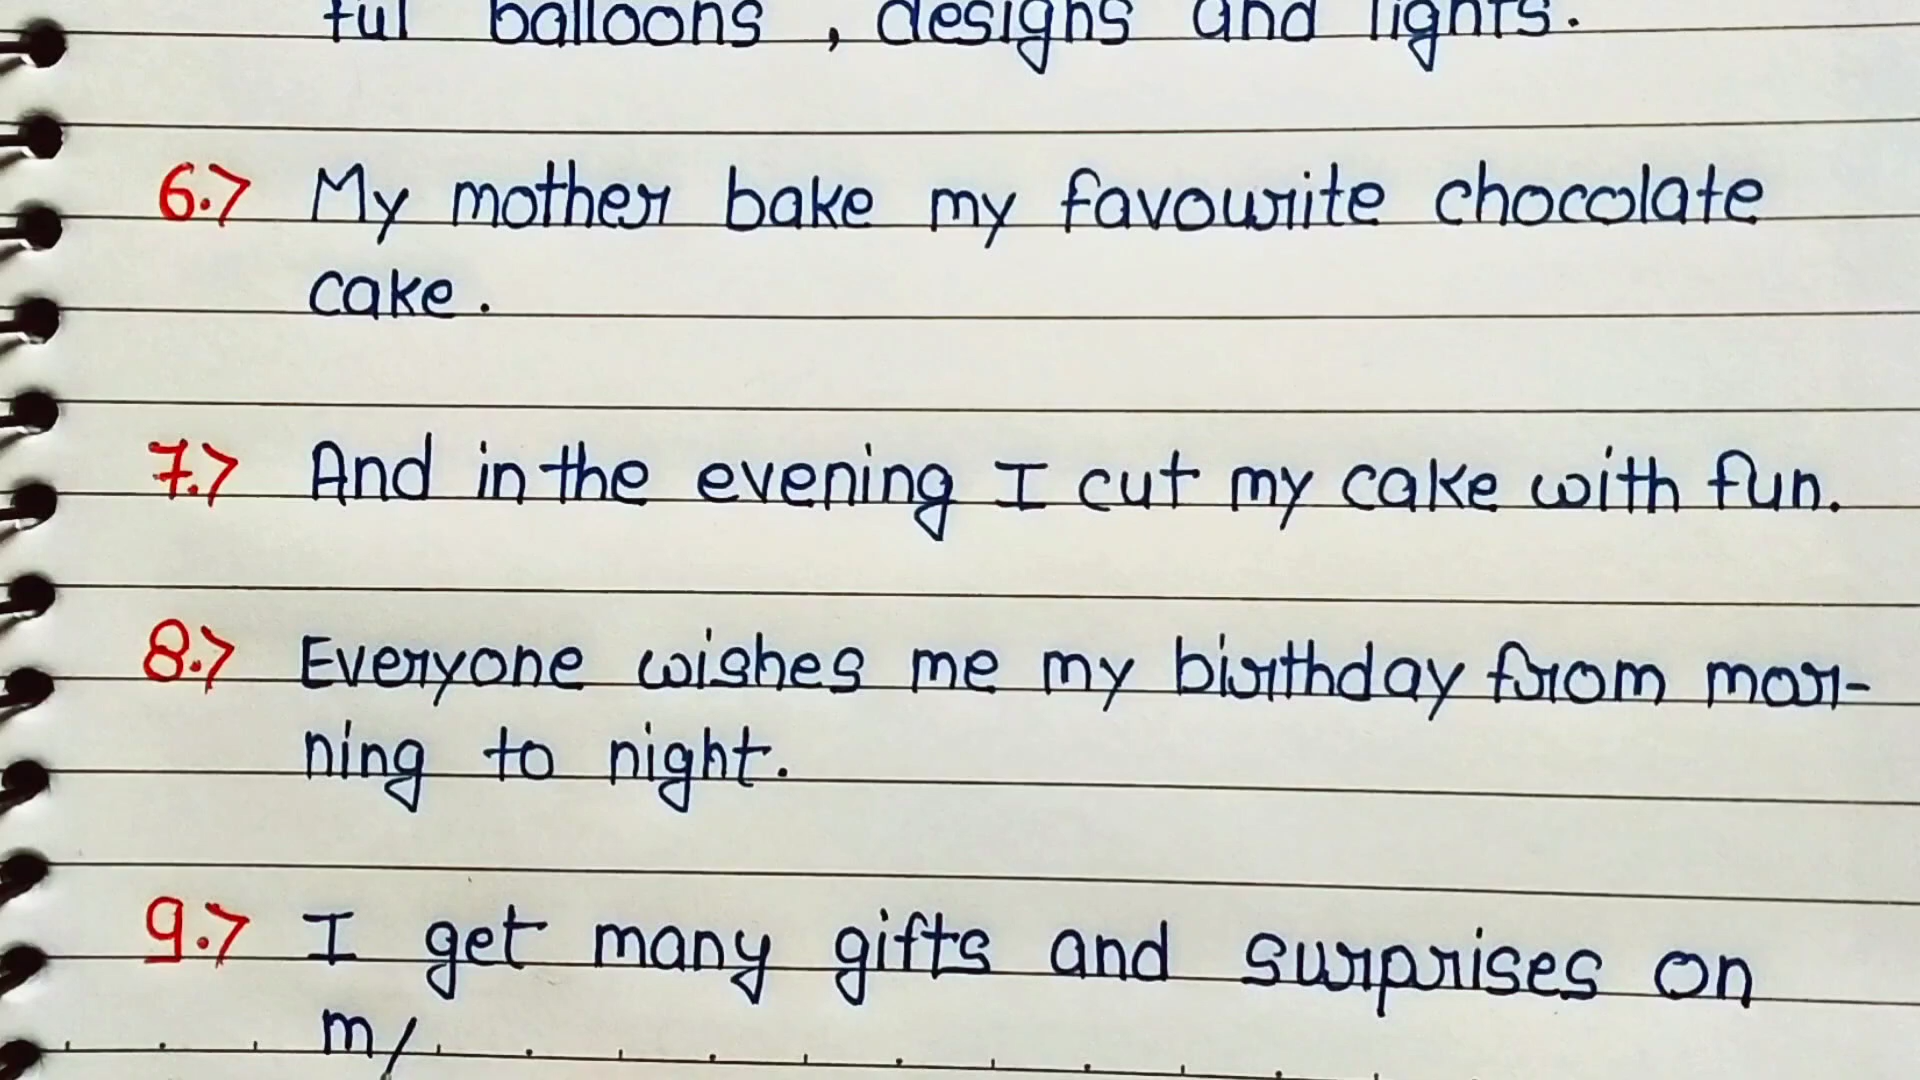 ful balloons , designs and lights.
6.> My mother bake my favourite chocolate
cake.
7.> And in the evening I cut my cake with fun.
8.> Everyone wishes me my birthday from mor-
ning to night.
9.> I get many gifts and surprises on
my